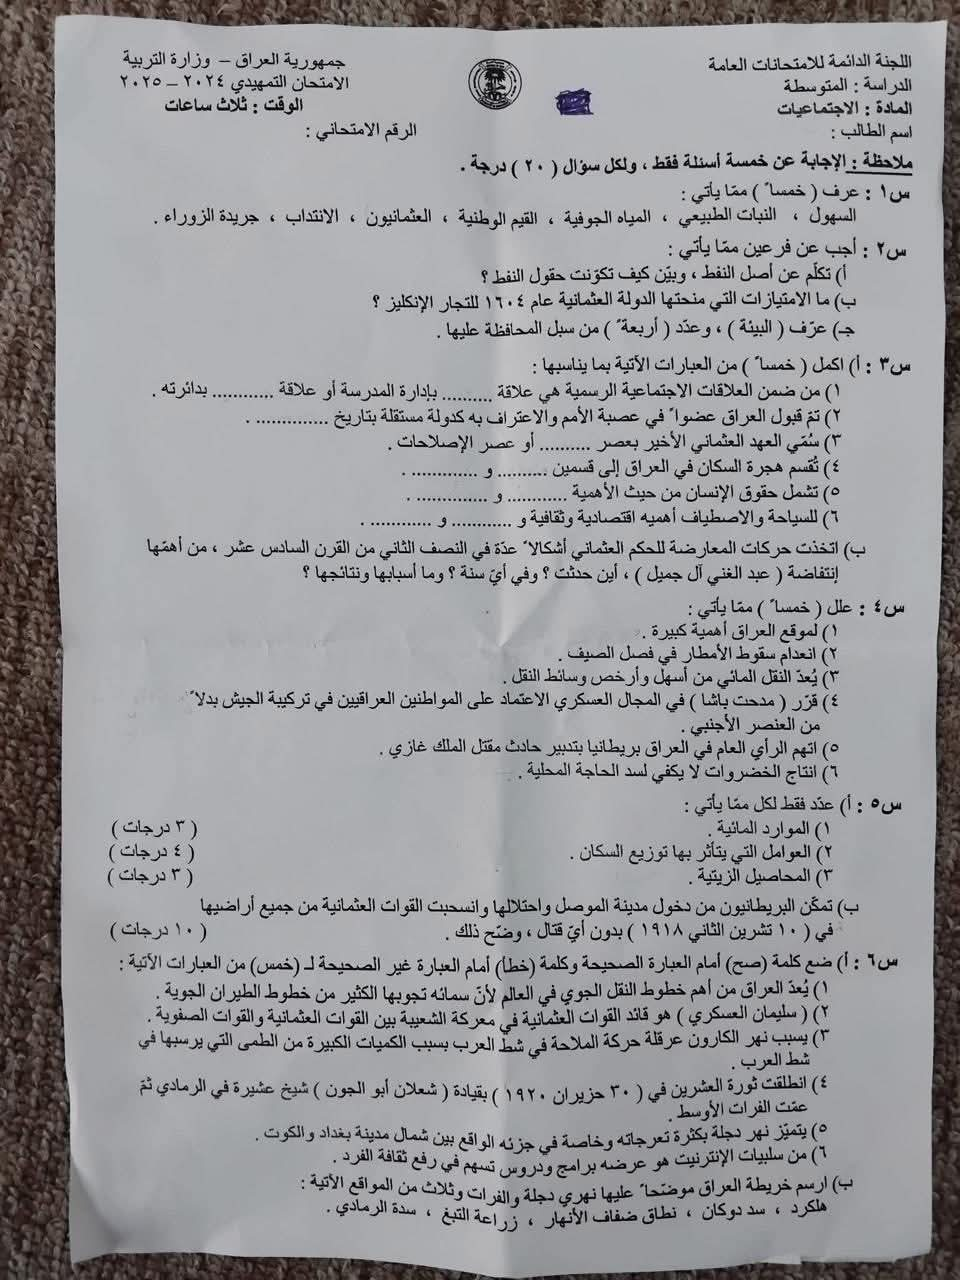 اللجنة الدائمة للامتحانات العامة
الدراسة : المتوسطة
المادة : الاجتماعيات
اسم الطالب :
جمهورية العراق – وزارة التربية
الامتحان التمهيدي ٢٠٢٤ – ٢٠٢٥
الوقت : ثلاث ساعات
الرقم الامتحاني :
ملاحظة : الإجابة عن خمسة أسئلة فقط ، ولكل سؤال ( ٢٠ ) درجة .
س١ : عرف ( خمساً ) ممّا يأتي :
السهول ، النبات الطبيعي ، المياه الجوفية ، القيم الوطنية ، العثمانيون ، الانتداب ، جريدة الزوراء .
س٢ : أجب عن فرعين ممّا يأتي :
أ) تكلّم عن أصل النفط ، وبيّن كيف تكوّنت حقول النفط ؟
ب) ما الامتيازات التي منحتها الدولة العثمانية عام ١٦٠٤ للتجار الإنكليز ؟
جـ) عرّف ( البيئة ) ، وعدّد ( أربعةً ) من سبل المحافظة عليها .
س٣ : أ) اكمل ( خمساً ) من العبارات الآتية بما يناسبها :
١) من ضمن العلاقات الاجتماعية الرسمية هي علاقة .......... بإدارة المدرسة أو علاقة ............ بدائرته .
٢) تمّ قبول العراق عضواً في عصبة الأمم والاعتراف به كدولة مستقلة بتاريخ .............. .
٣) سُمّي العهد العثماني الأخير بعصر .......... أو عصر الإصلاحات .
٤) تُقسم هجرة السكان في العراق إلى قسمين .......... و ............. .
٥) تشمل حقوق الإنسان من حيث الأهمية ............ و .............. .
٦) للسياحة والاصطياف أهميه اقتصادية وثقافية و ............ و ............ .
ب) اتخذت حركات المعارضة للحكم العثماني أشكالاً عدّة في النصف الثاني من القرن السادس عشر ، من أهمّها
إنتفاضة ( عبد الغني آل جميل ) ، أين حدثت ؟ وفي أيّ سنة ؟ وما أسبابها ونتائجها ؟
س٤ : علل ( خمساً ) ممّا يأتي :
١) لموقع العراق أهمية كبيرة .
٢) انعدام سقوط الأمطار في فصل الصيف .
٣) يُعدّ النقل المائي من أسهل وأرخص وسائط النقل .
٤) قرّر ( مدحت باشا ) في المجال العسكري الاعتماد على المواطنين العراقيين في تركيبة الجيش بدلاً
من العنصر الأجنبي .
٥) اتهم الرأي العام في العراق بريطانيا بتدبير حادث مقتل الملك غازي .
٦) انتاج الخضروات لا يكفي لسد الحاجة المحلية .
س٥ : أ) عدّد فقط لكل ممّا يأتي :
١) الموارد المائية . ( ٣ درجات )
٢) العوامل التي يتأثر بها توزيع السكان . ( ٤ درجات )
٣) المحاصيل الزيتية . ( ٣ درجات )
ب) تمكّن البريطانيون من دخول مدينة الموصل واحتلالها وانسحبت القوات العثمانية من جميع أراضيها
في ( ١٠ تشرين الثاني ١٩١٨ ) بدون أيّ قتال ، وضّح ذلك . ( ١٠ درجات )
س٦ : أ) ضع كلمة (صح) أمام العبارة الصحيحة وكلمة (خطأ) أمام العبارة غير الصحيحة لـ (خمس) من العبارات الآتية :
١) يُعدّ العراق من أهم خطوط النقل الجوي في العالم لأنّ سمائه تجوبها الكثير من خطوط الطيران الجوية .
٢) ( سليمان العسكري ) هو قائد القوات العثمانية في معركة الشعيبة بين القوات العثمانية والقوات الصفوية .
٣) يسبب نهر الكارون عرقلة حركة الملاحة في شط العرب بسبب الكميات الكبيرة من الطمى التي يرسبها في
شط العرب .
٤) انطلقت ثورة العشرين في ( ٣٠ حزيران ١٩٢٠ ) بقيادة ( شعلان أبو الجون ) شيخ عشيرة في الرمادي ثمّ
عمّت الفرات الأوسط .
٥) يتميّز نهر دجلة بكثرة تعرجاته وخاصة في جزئه الواقع بين شمال مدينة بغداد والكوت .
٦) من سلبيات الإنترنيت هو عرضه برامج ودروس تسهم في رفع ثقافة الفرد .
ب) ارسم خريطة العراق موضّحاً عليها نهري دجلة والفرات وثلاث من المواقع الآتية :
هلكرد ، سد دوكان ، نطاق ضفاف الأنهار ، زراعة التبغ ، سدة الرمادي .